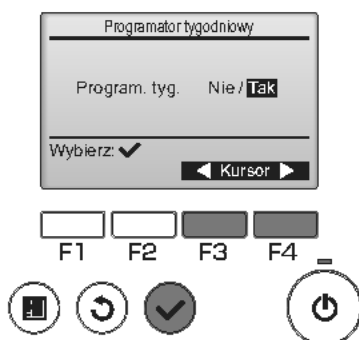 Programator tygodniowy
Program. tyg. Nie / Tak
Wybierz: ✔
◀ Kursor ▶
F1 F2 F3 F4